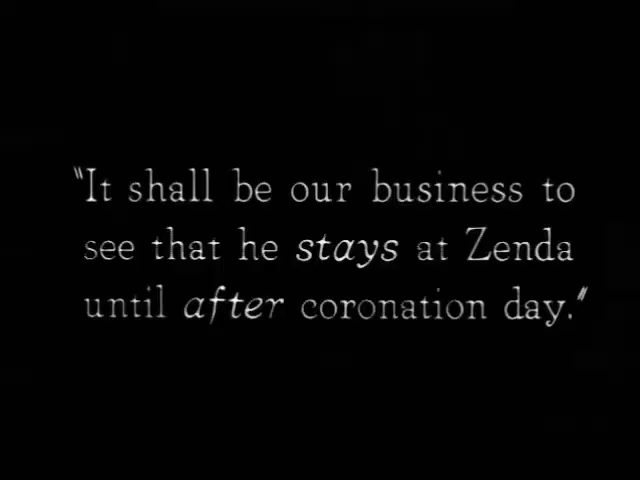 "It shall be our business to
see that he stays at Zenda
until after coronation day."